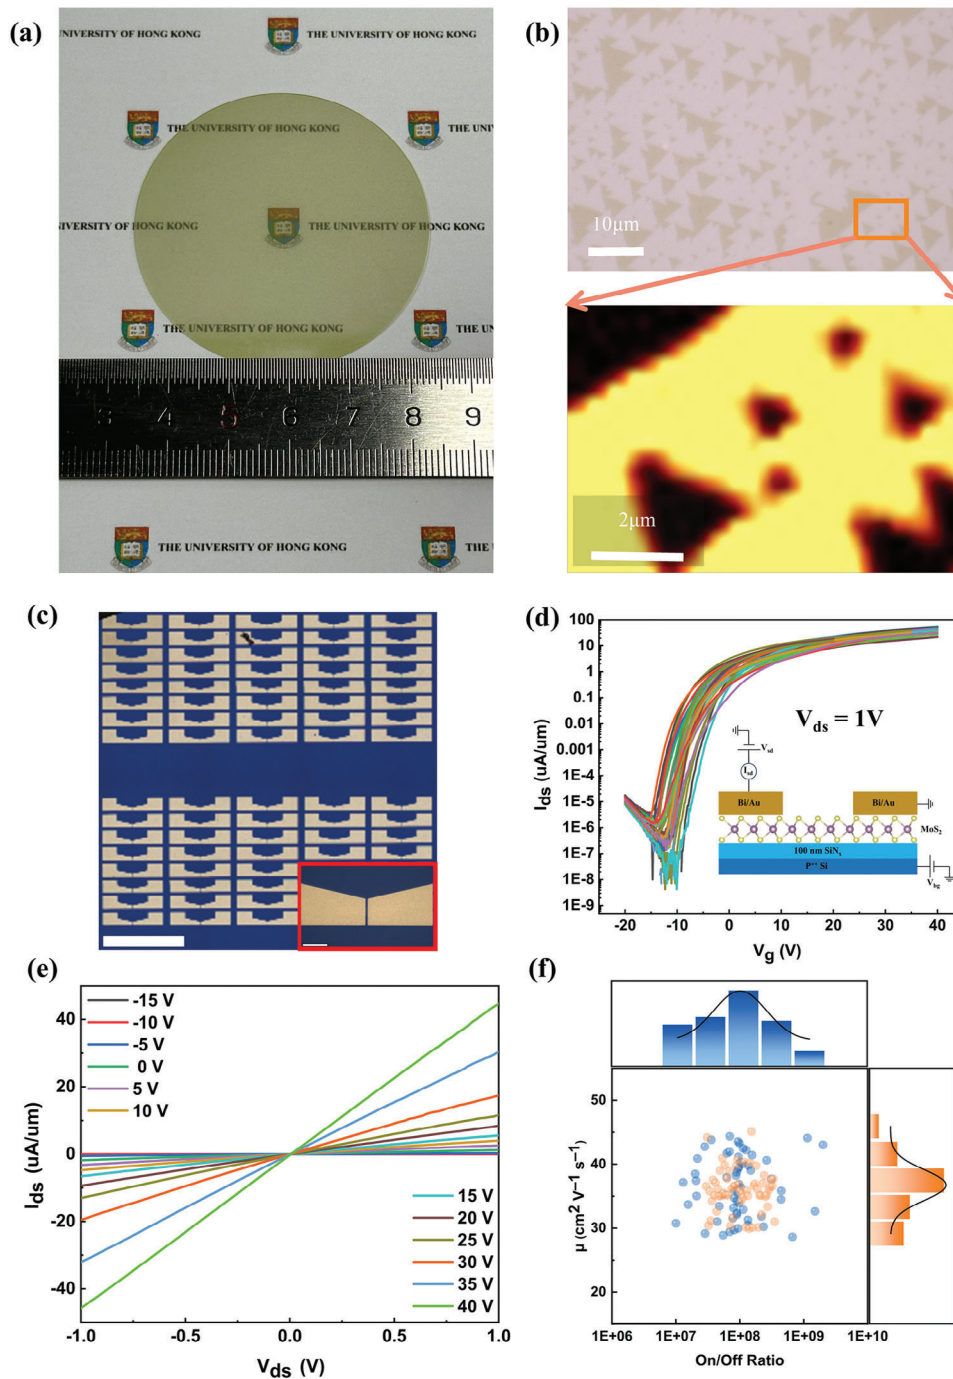 (a)
UNIVERSITY OF HONG KONG
THE UNIVERSITY OF HONG KONG
THE UNIVERSITY OF HONG KONG
THE UNI
UNIVERSITY OF HONG KONG
THE UNIVERSITY OF HONG KONG
THE UNIVERSITY OF HONG KONG
THE UN
3 4 5 6 7 8 9
THE UNIVERSITY OF HONG KONG
THE UNIVE
(b)
10μm
2μm
(c)
(d)
Ids (uA/um)
100
10
1
0.1
0.01
0.001
1E-4
1E-5
1E-6
1E-7
1E-8
1E-9
Vds = 1V
Vsd
Isd
Bi/Au
Bi/Au
MoS2
100 nm SiNx
P++ Si
Vbg
-20 -10 0 10 20 30 40
Vg (V)
(e)
Ids (uA/um)
40
20
0
-20
-40
-15 V
-10 V
-5 V
0 V
5 V
10 V
15 V
20 V
25 V
30 V
35 V
40 V
-1.0 -0.5 0.0 0.5 1.0
Vds (V)
(f)
μ (cm2 V−1 s−1)
50
40
30
20
1E+06 1E+07 1E+08 1E+09 1E+10
On/Off Ratio